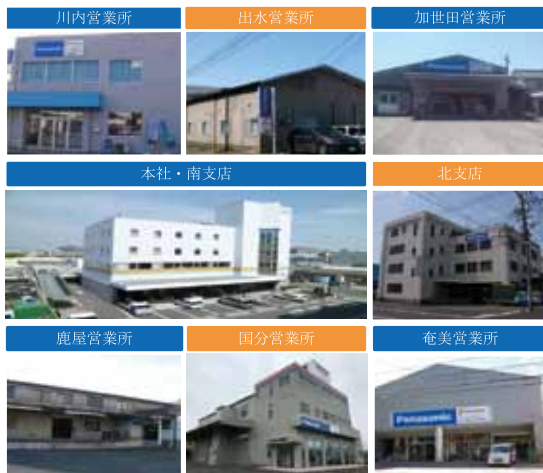 川内営業所
出水営業所
加世田営業所
本社・南支店
北支店
鹿屋営業所
国分営業所
奄美営業所
Panasonic